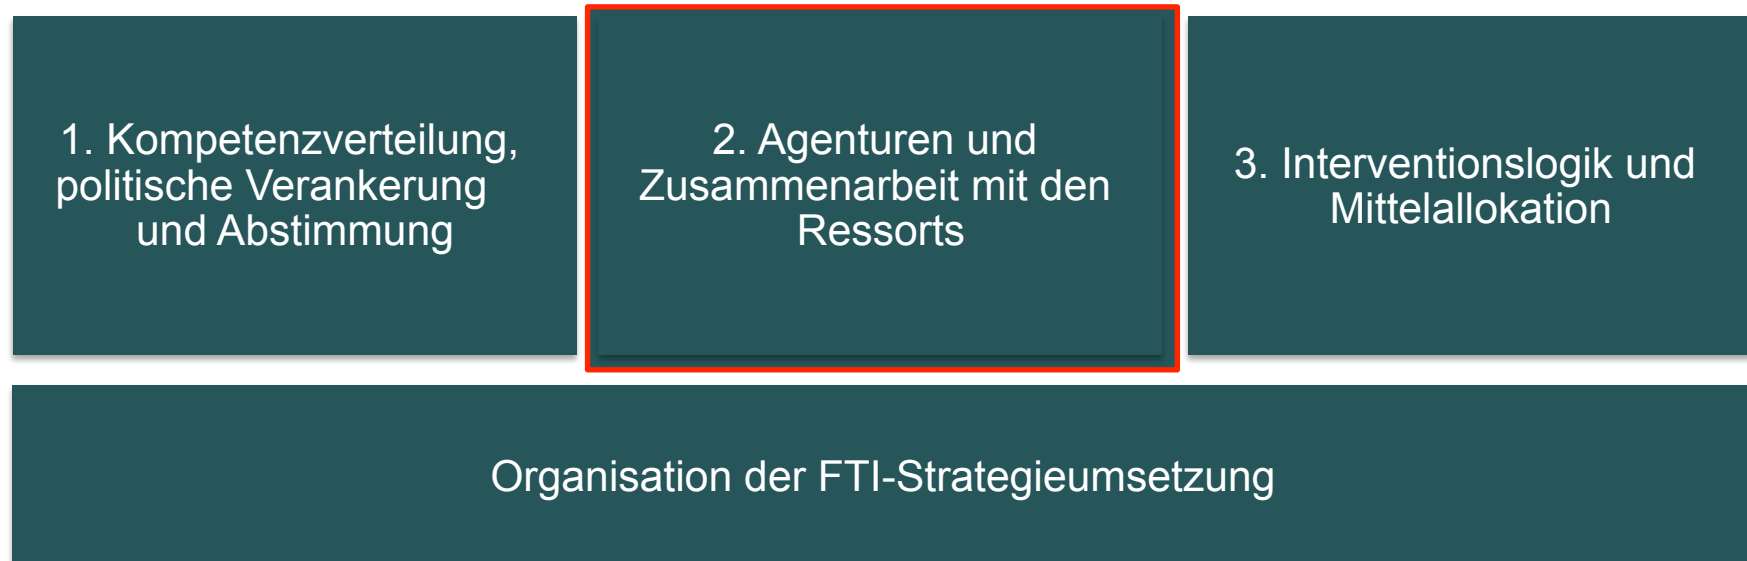 1. Kompetenzverteilung,
politische Verankerung
und Abstimmung
2. Agenturen und
Zusammenarbeit mit den
Ressorts
3. Interventionslogik und
Mittelallokation
Organisation der FTI-Strategieumsetzung